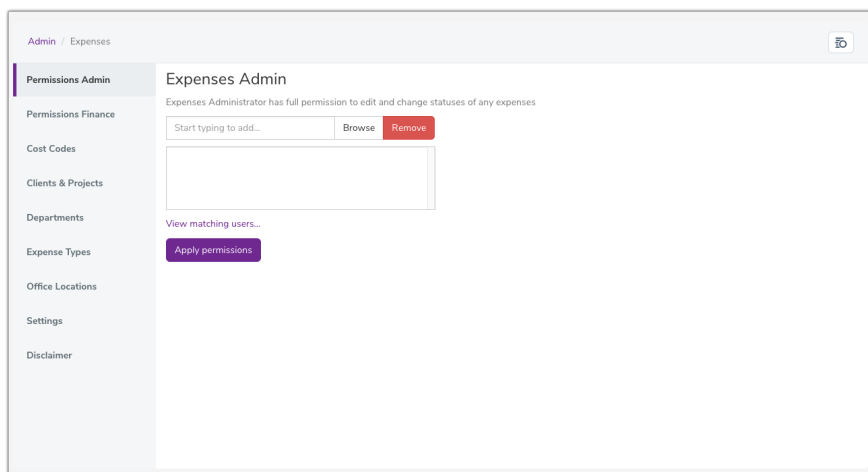 Admin / Expenses
Permissions Admin
Permissions Finance
Cost Codes
Clients & Projects
Departments
Expense Types
Office Locations
Settings
Disclaimer
Expenses Admin
Expenses Administrator has full permission to edit and change statuses of any expenses
Start typing to add... Browse Remove
View matching users...
Apply permissions